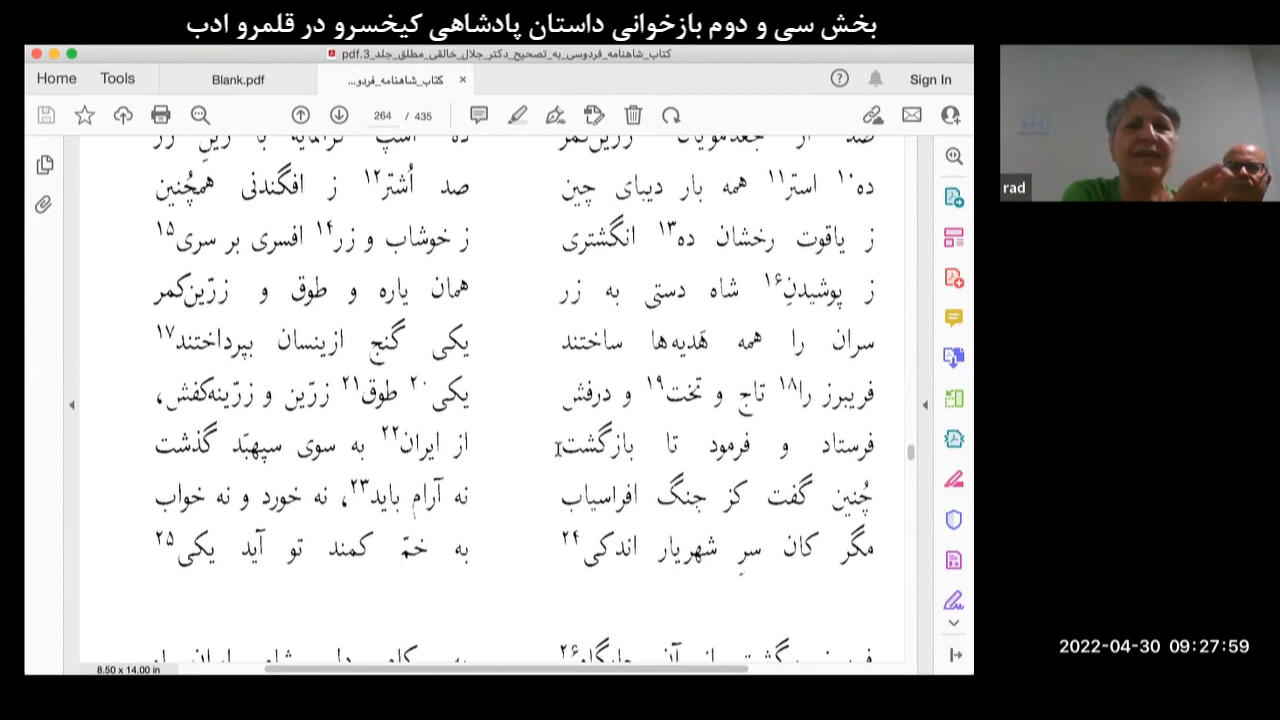 بخش سی و دوم بازخوانی داستان پادشاهی کیخسرو در قلمرو ادب
کتاب_شاهنامه_فردوسی_به_تصحیح_دکتر_جلال_خالقی_مطلق_جلد_3.pdf
Home Tools Blank.pdf کتاب_شاهنامه_فردو... × Sign In
264 / 435
rad
ده۱۰ استر۱۱ همه بار دیبای چین صد اُشتر۱۲ ز افگندنی همچُنین
ز یاقوت رخشان ده۱۳ انگشتری ز خوشاب و زر۱۴ افسری بر سری۱۵
ز پوشیدنِ۱۶ شاه دستی به زر همان یاره و طوق و زرّین‌کمر
سران را همه هَدیه‌ها ساختند یکی گنج ازینسان بپرداختند۱۷
فریبرز را۱۸ تاج و تخت۱۹ و درفش یکی۲۰ طوق۲۱ زرّین و زرّینه‌کفش،
فرستاد و فرمود تا بازگشت از ایران۲۲ به سوی سپهبَد گذشت
چُنین گفت کز جنگ افراسیاب نه آرام باید۲۳، نه خورد و نه خواب
مگر کان سرِ شهریار اندکی۲۴ به خمّ کمند تو آید یکی۲۵
8.50 x 14.00 in
2022-04-30 09:27:59